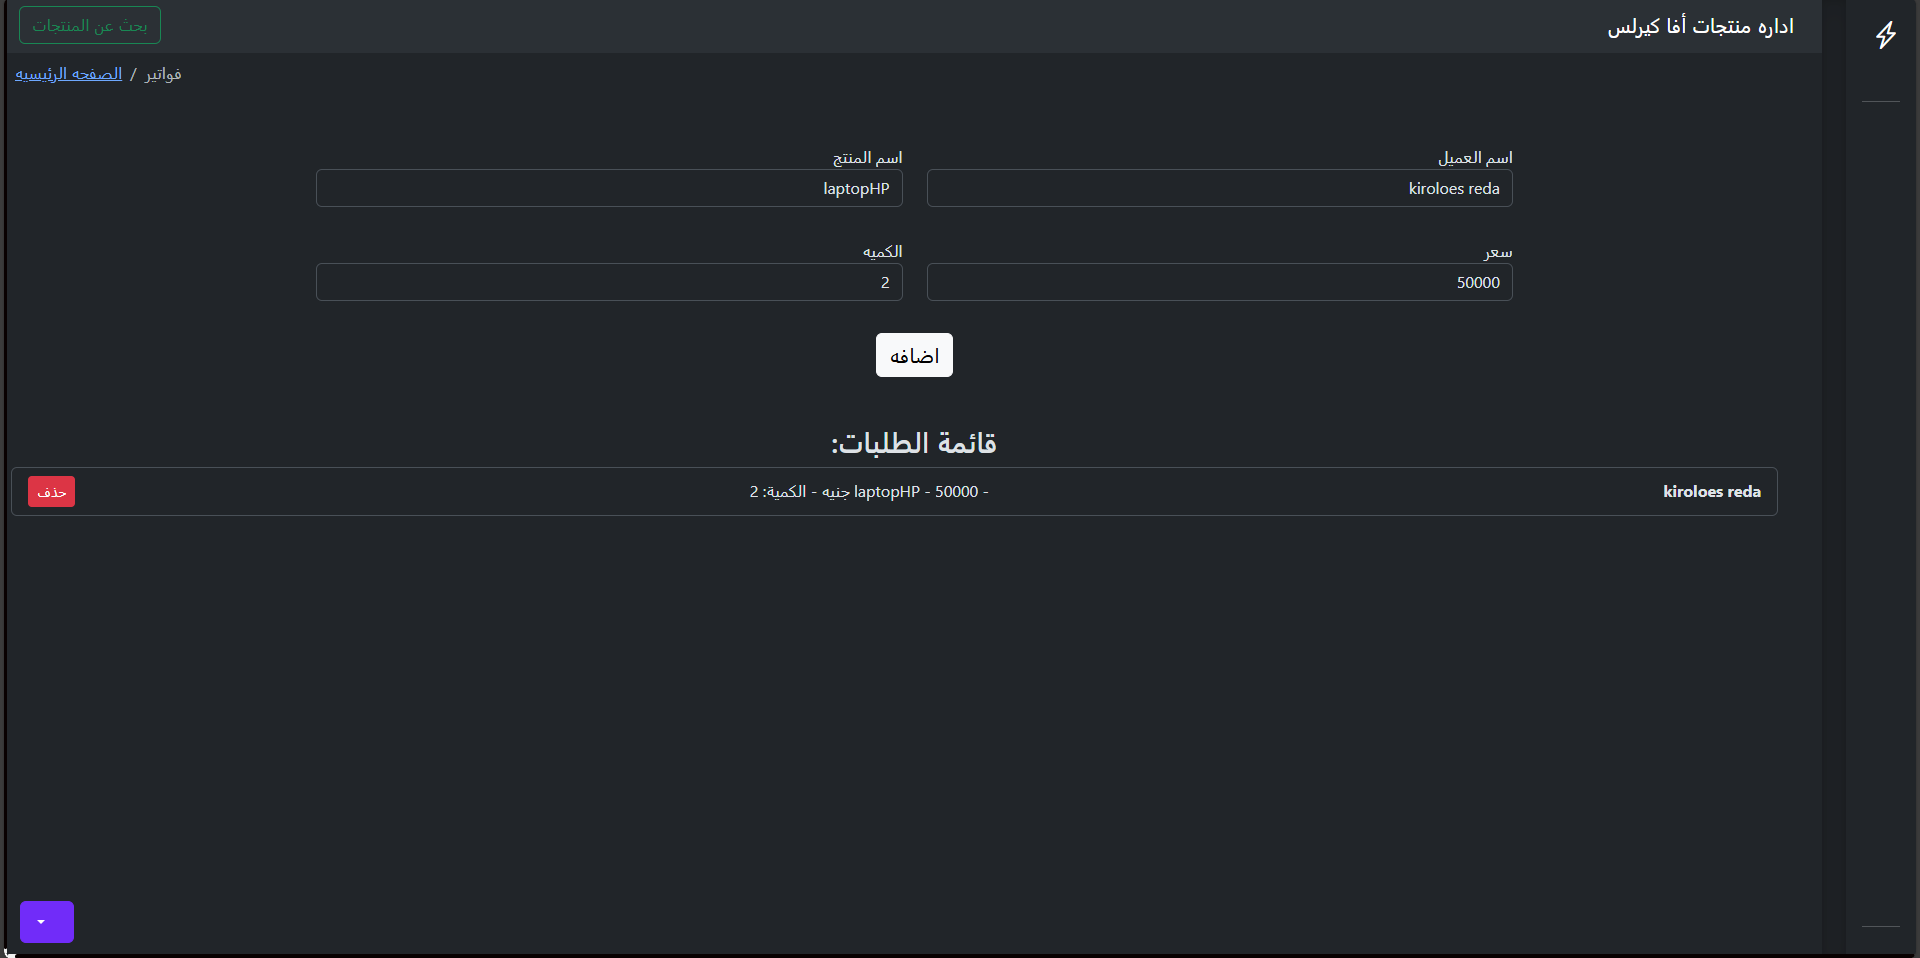 اداره منتجات أفا كيرلس
بحث عن المنتجات
الصفحه الرئيسيه / فواتير
اسم العميل
kiroloes reda
اسم المنتج
laptopHP
سعر
50000
الكميه
2
اضافه
قائمة الطلبات:
kiroloes reda
- laptopHP - 50000 جنيه - الكمية: 2
حذف